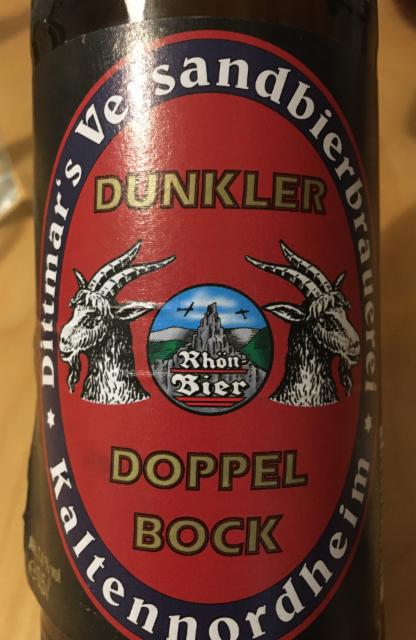 Dittmar's Versandbierbrauerei
DUNKLER
Rhön-
Bier
DOPPEL
BOCK
★ Kaltennordheim ★